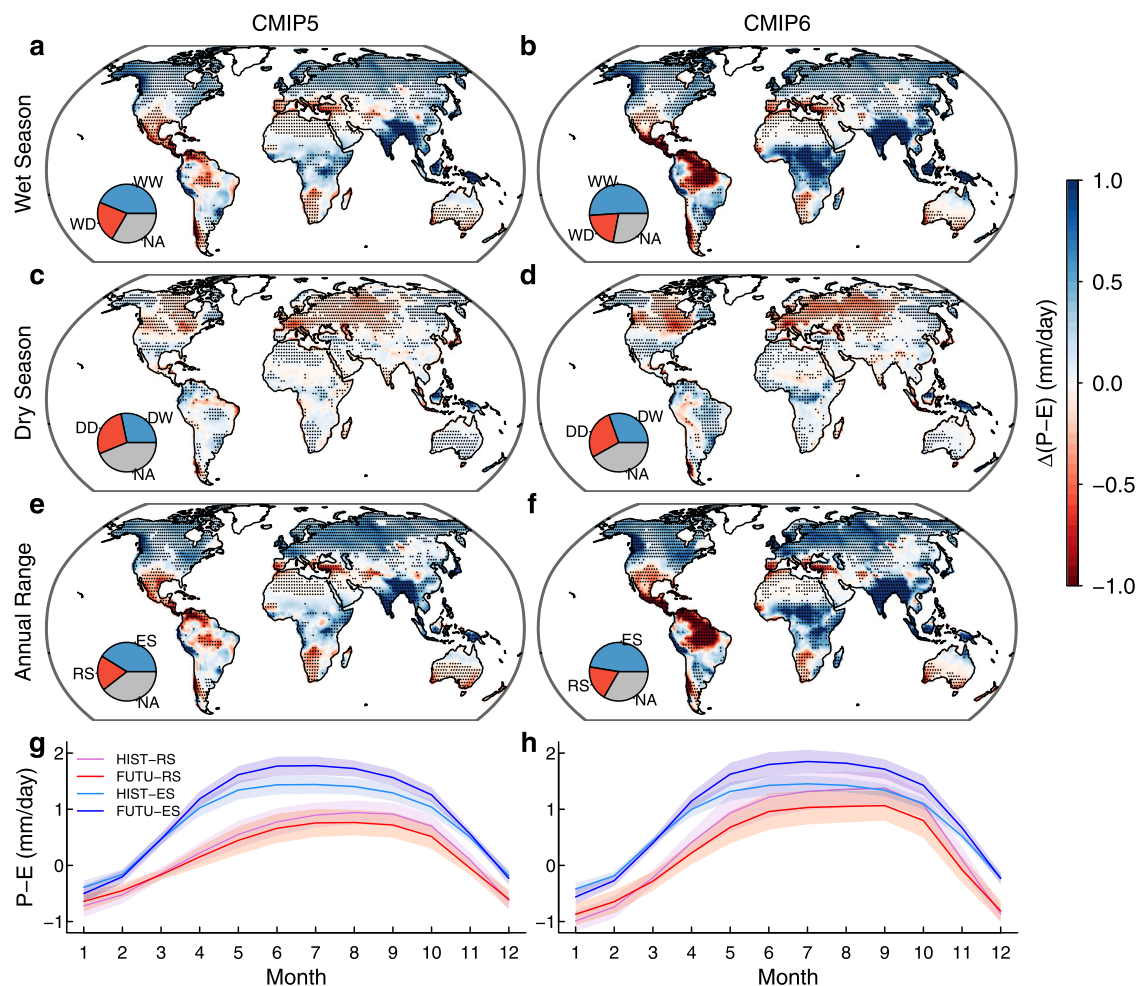 CMIP5
CMIP6
a
b
Wet Season
WW
WD
NA
WW
WD
NA
c
d
Dry Season
DD
DW
NA
DD
DW
NA
e
f
Annual Range
ES
RS
NA
ES
RS
NA
1.0
0.5
0.0
−0.5
−1.0
Δ(P−E) (mm/day)
g
h
HIST−RS
FUTU−RS
HIST−ES
FUTU−ES
P−E (mm/day)
2
1
0
−1
2
1
0
−1
1 2 3 4 5 6 7 8 9 10 11 12
1 2 3 4 5 6 7 8 9 10 11 12
Month
Month